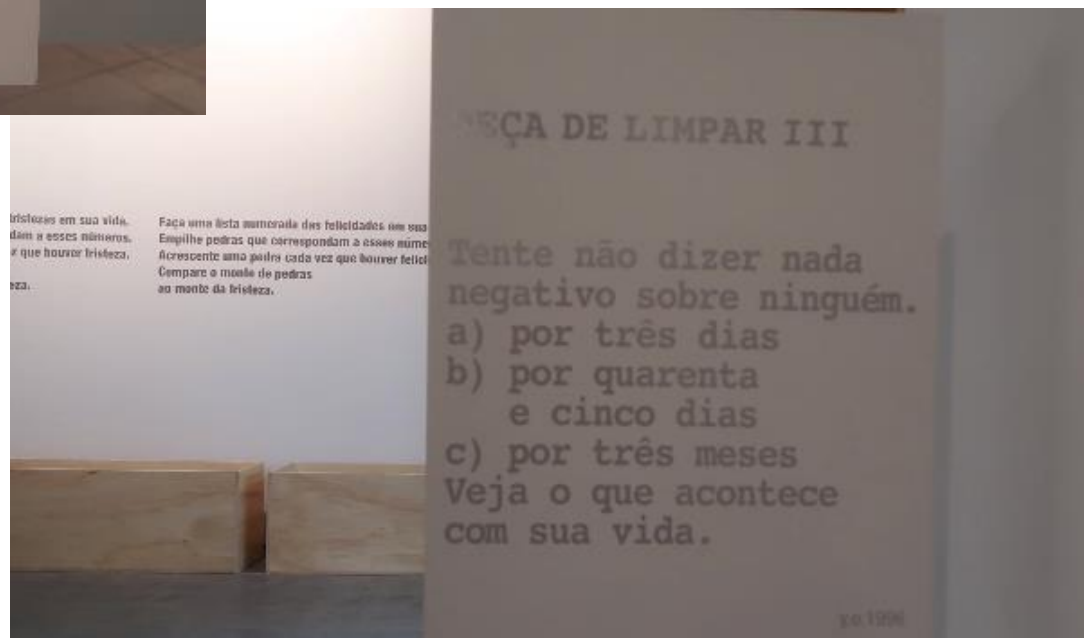 tristezas em sua vida.
a esses números.
que houver tristeza.
Faça uma lista numerada das felicidades em sua
Empilhe pedras que correspondam a esses núme
Acrescente uma pedra cada vez que houver felici
Compare o monte de pedras
ao monte da tristeza.
EÇA DE LIMPAR III
Tente não dizer nada
negativo sobre ninguém.
a) por três dias
b) por quarenta
e cinco dias
c) por três meses
Veja o que acontece
com sua vida.
y.o.1996